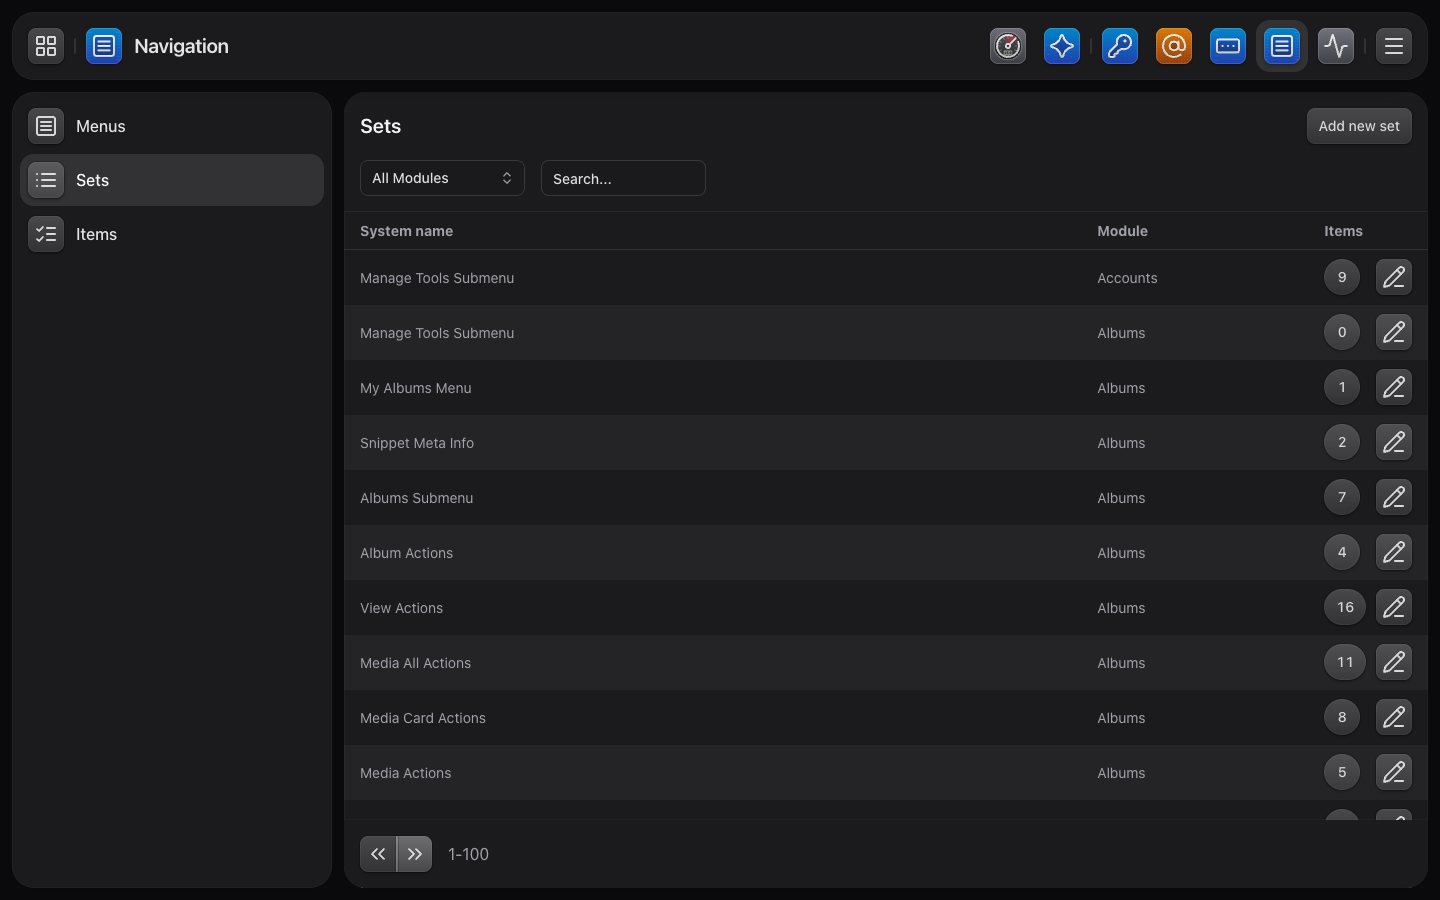 Navigation
Menus
Sets
Items
Sets
Add new set
All Modules
Search...
System name Module Items
Manage Tools Submenu Accounts 9
Manage Tools Submenu Albums 0
My Albums Menu Albums 1
Snippet Meta Info Albums 2
Albums Submenu Albums 7
Album Actions Albums 4
View Actions Albums 16
Media All Actions Albums 11
Media Card Actions Albums 8
Media Actions Albums 5
1-100